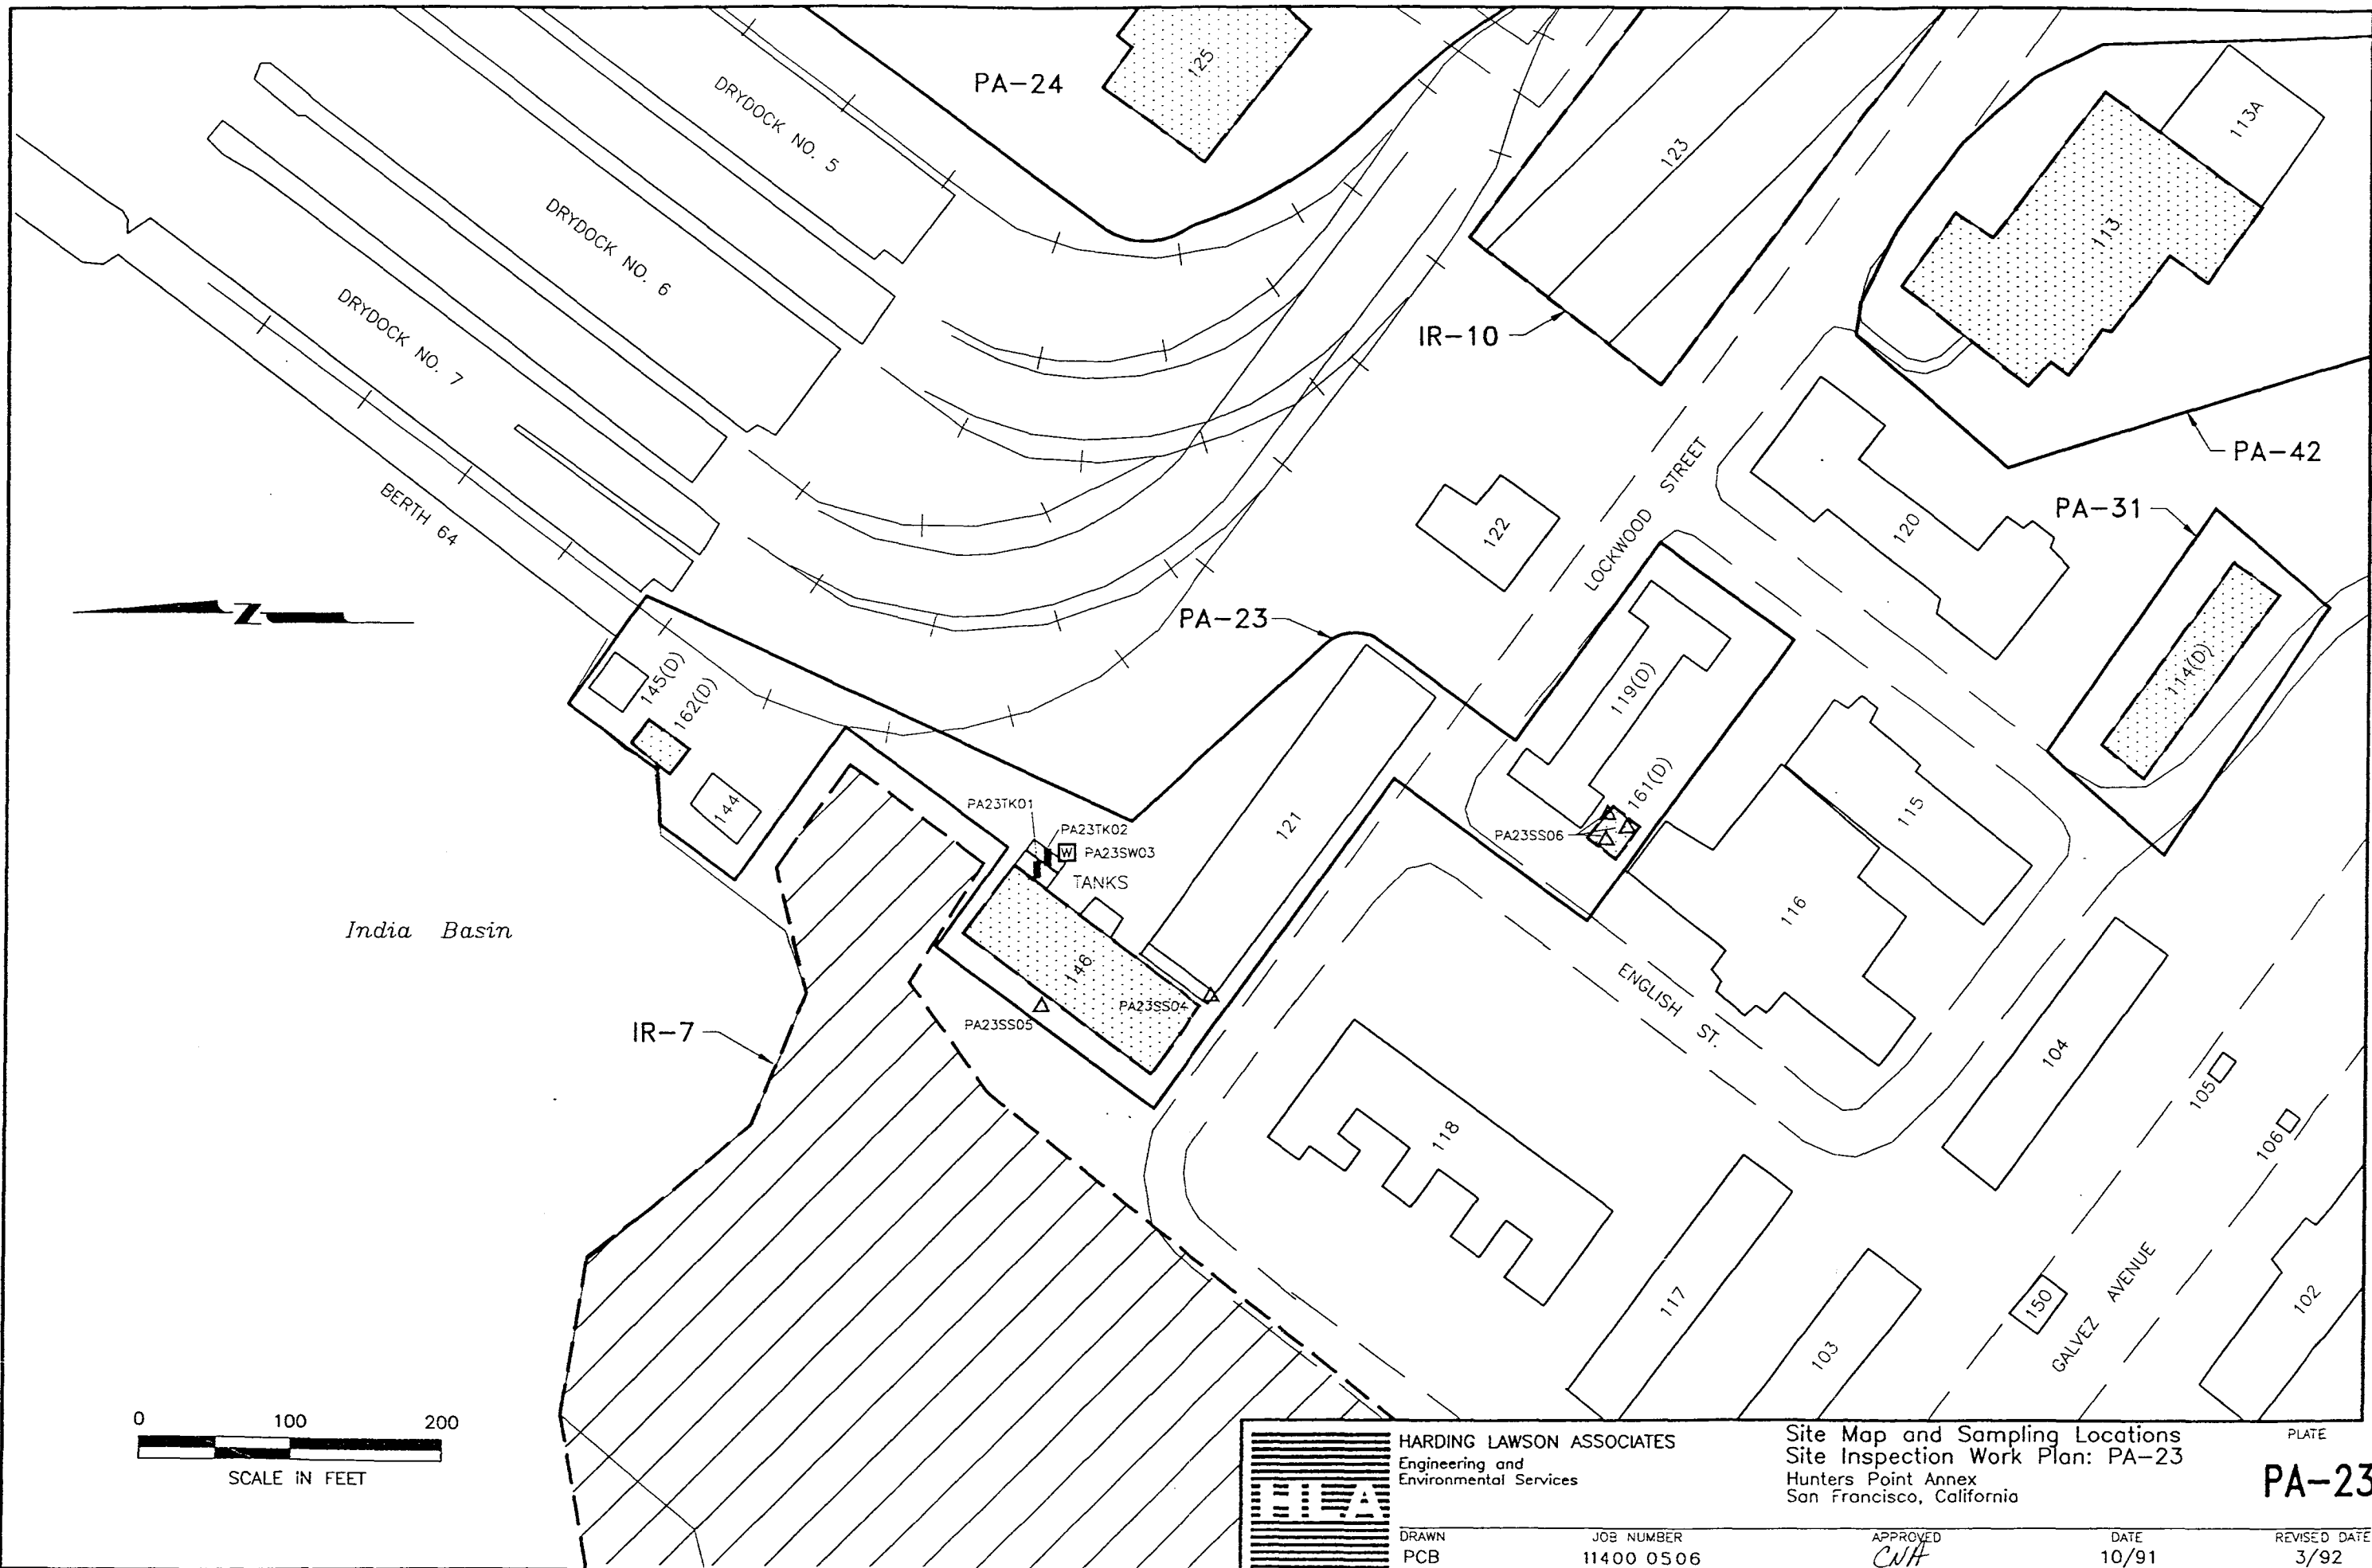 PA-24
125
DRYDOCK NO. 5
123
113A
113
DRYDOCK NO. 6
DRYDOCK NO. 7
IR-10
PA-42
BERTH 64
LOCKWOOD STREET
PA-31
122
120
Z
PA-23
145(D)
162(D)
119(D)
114(D)
144
PA23TK01
PA23TK02
W PA23SW03
TANKS
121
PA23SS06
161(D)
115
116
India Basin
146
PA23SS04
PA23SS05
ENGLISH ST.
IR-7
104
105
106
118
117
103
150
GALVEZ AVENUE
102
0 100 200
SCALE IN FEET
HLA
HARDING LAWSON ASSOCIATES
Engineering and
Environmental Services
Site Map and Sampling Locations
Site Inspection Work Plan: PA-23
Hunters Point Annex
San Francisco, California
PLATE
PA-23
DRAWN JOB NUMBER APPROVED DATE REVISED DATE
PCB 11400 0506 CNA 10/91 3/92